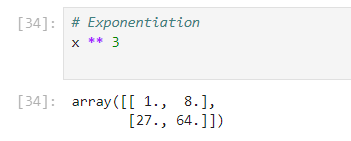 [34]: # Exponentiation
x ** 3
[34]: array([[ 1.,  8.],
       [27., 64.]])